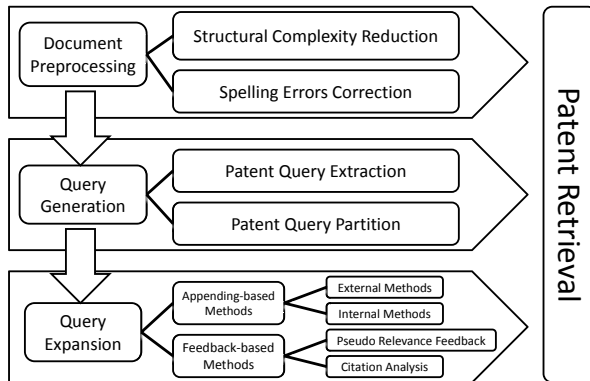 Document
Preprocessing
Structural Complexity Reduction
Spelling Errors Correction
Query
Generation
Patent Query Extraction
Patent Query Partition
Query
Expansion
Appending-based
Methods
External Methods
Internal Methods
Feedback-based
Methods
Pseudo Relevance Feedback
Citation Analysis
Patent Retrieval